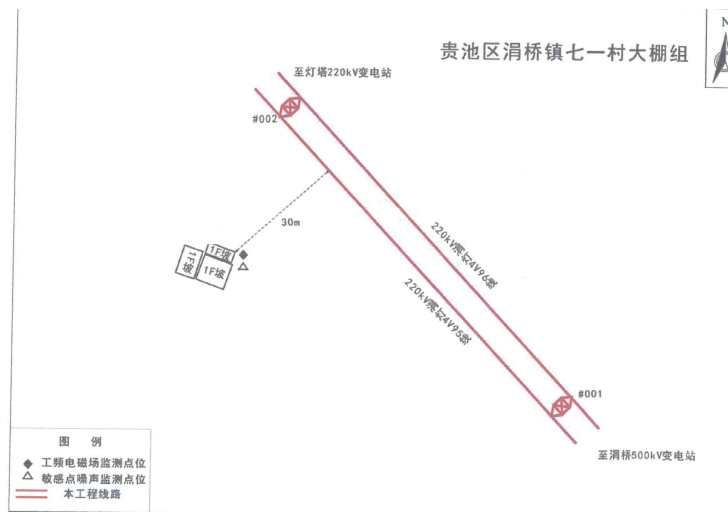 贵池区涓桥镇七一村大棚组
N
至灯塔220kV变电站
#002
30m
1F坡
1F坡
1F坡
220kV涓灯4V96线
220kV涓灯4V95线
#001
至涓桥500kV变电站
图 例
工频电磁场监测点位
敏感点噪声监测点位
本工程线路